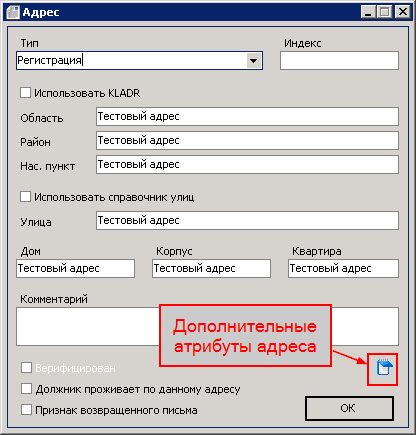 Адрес
Тип Индекс
Регистрация
Использовать KLADR
Область Тестовый адрес
Район Тестовый адрес
Нас. пункт Тестовый адрес
Использовать справочник улиц
Улица Тестовый адрес
Дом Корпус Квартира
Тестовый адрес Тестовый адрес Тестовый адрес
Комментарий
Дополнительные
атрибуты адреса
Верифицирован
Должник проживает по данному адресу
Признак возвращенного письма
ОК